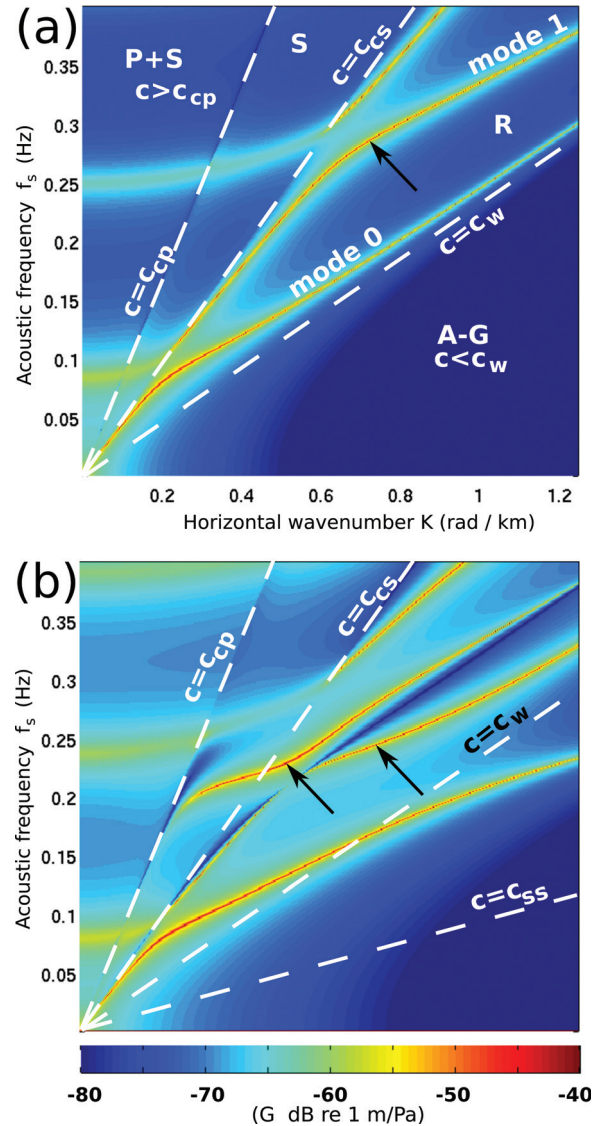 (a)
P+S
c>c_cp
S
c=c_cs
mode 1
R
c=c_cp
mode 0
c=c_w
A-G
c<c_w
0.35
0.3
0.25
0.2
0.15
0.1
0.05
Acoustic frequency f_s (Hz)
0.2 0.4 0.6 0.8 1 1.2
Horizontal wavenumber K (rad / km)
(b)
c=c_cp
c=c_cs
c=c_w
c=c_ss
0.35
0.3
0.25
0.2
0.15
0.1
0.05
Acoustic frequency f_s (Hz)
-80 -70 -60 -50 -40
(G dB re 1 m/Pa)